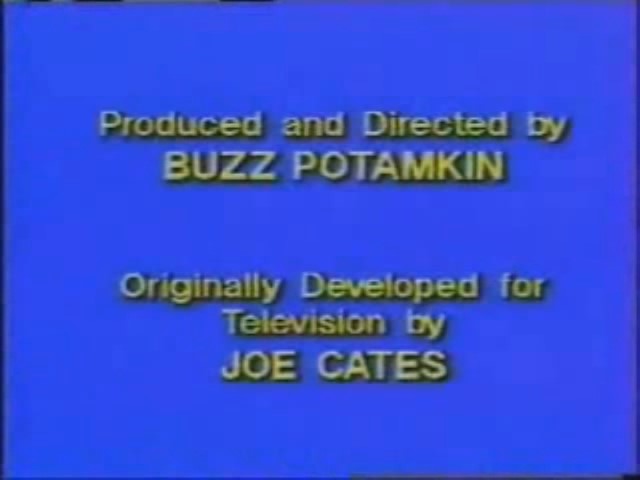 Produced and Directed by
BUZZ POTAMKIN
Originally Developed for
Television by
JOE CATES